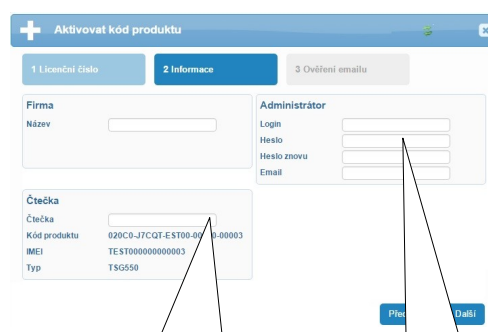 Aktivovat kód produktu
1 Licenční číslo
2 Informace
3 Ověření emailu
Firma
Název
Administrátor
Login
Heslo
Heslo znovu
Email
Čtečka
Čtečka
Kód produktu
IMEI TEST000000000003
Typ TSG550
Další